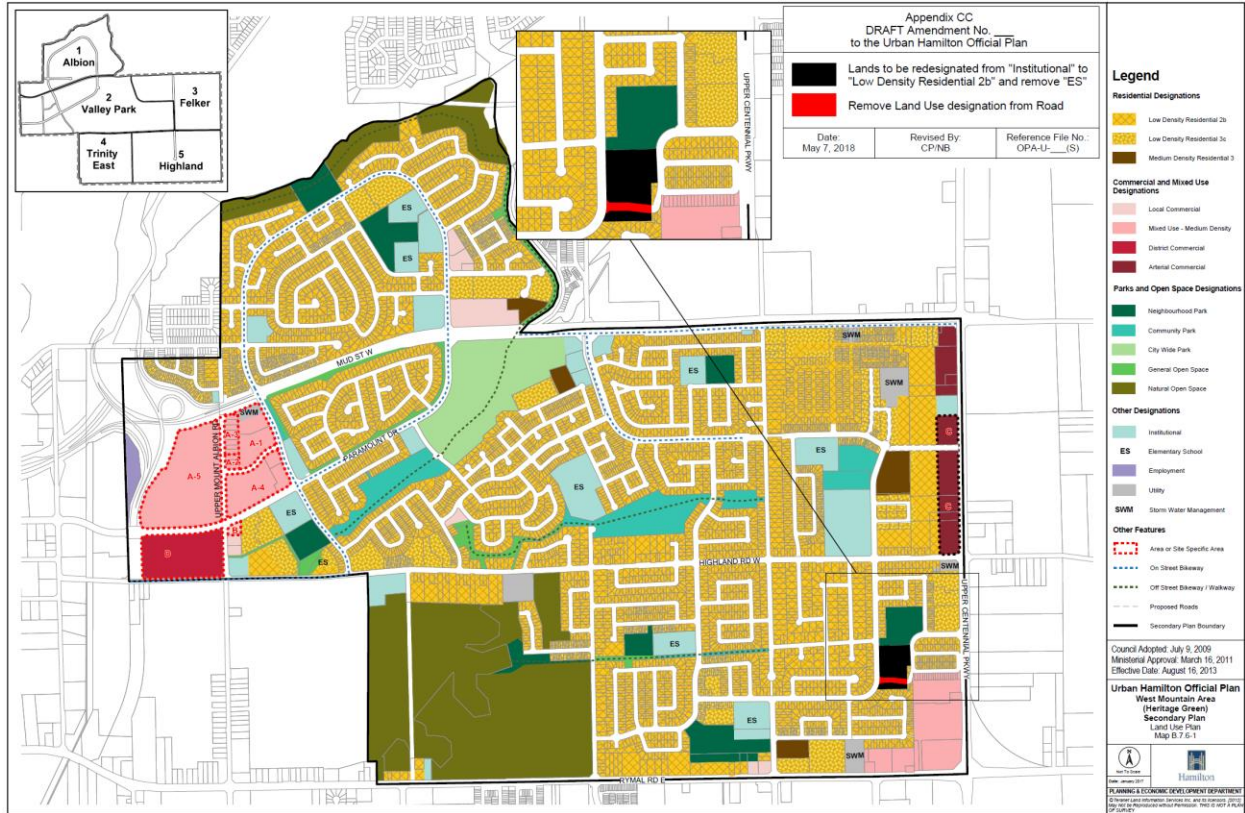 1
Albion
2
Valley Park
3
Felker
4
Trinity
East
5
Highland
Appendix CC
DRAFT Amendment No. ___
to the Urban Hamilton Official Plan
Lands to be redesignated from "Institutional" to
"Low Density Residential 2b" and remove "ES"
Remove Land Use designation from Road
Date:
May 7, 2018
Revised By:
CP/NB
Reference File No.:
OPA-U-___(S)
UPPER CENTENNIAL PKWY
ES
ES
MUD ST W
SWM
ES
SWM
SWM
A-1
PARAMOUNT DR
UPPER MOUNT ALBION RD
A-5
A-4
ES
ES
C
ES
B
D
ES
C
HIGHLAND RD W
SWM
UPPER CENTENNIAL PKWY
ES
ES
SWM
RYMAL RD E
Legend
Residential Designations
Low Density Residential 2b
Low Density Residential 3c
Medium Density Residential 3
Commercial and Mixed Use
Designations
Local Commercial
Mixed Use - Medium Density
District Commercial
Arterial Commercial
Parks and Open Space Designations
Neighbourhood Park
Community Park
City Wide Park
General Open Space
Natural Open Space
Other Designations
Institutional
ES Elementary School
Employment
Utility
SWM Storm Water Management
Other Features
Area or Site Specific Area
On Street Bikeway
Off Street Bikeway / Walkway
Proposed Roads
Secondary Plan Boundary
Council Adopted: July 9, 2009
Ministerial Approval: March 16, 2011
Effective Date: August 16, 2013
Urban Hamilton Official Plan
West Mountain Area
(Heritage Green)
Secondary Plan
Land Use Plan
Map B.7.6-1
N
Not To Scale
Date: January 2017
Hamilton
PLANNING & ECONOMIC DEVELOPMENT DEPARTMENT